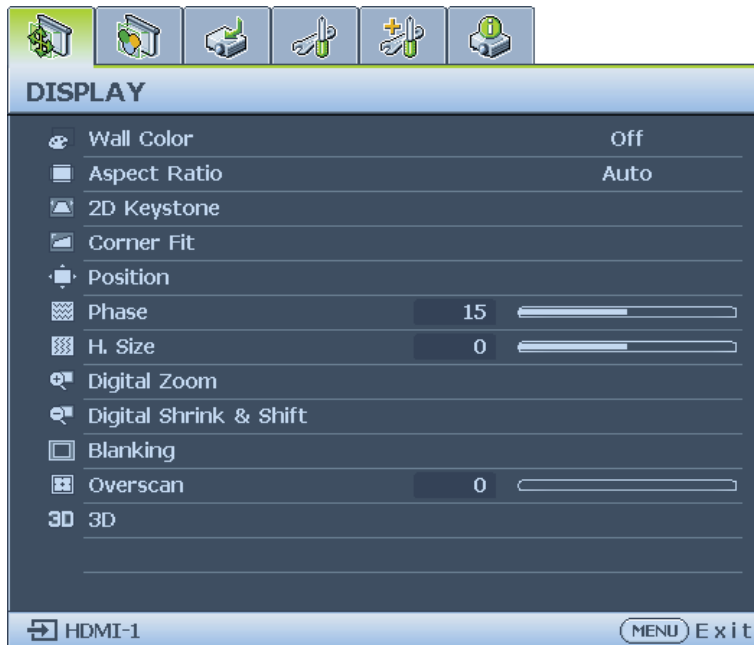 DISPLAY
Wall Color Off
Aspect Ratio Auto
2D Keystone
Corner Fit
Position
Phase 15
H. Size 0
Digital Zoom
Digital Shrink & Shift
Blanking
Overscan 0
3D 3D
HDMI-1 MENU Exit